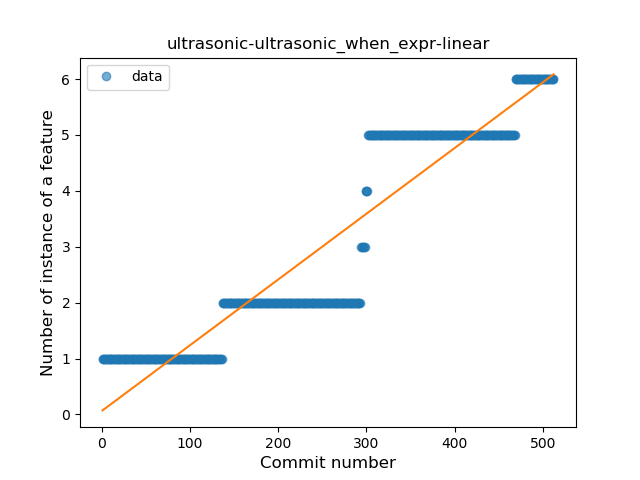 ultrasonic-ultrasonic_when_expr-linear
data
Number of instance of a feature
6
5
4
3
2
1
0
0 100 200 300 400 500
Commit number